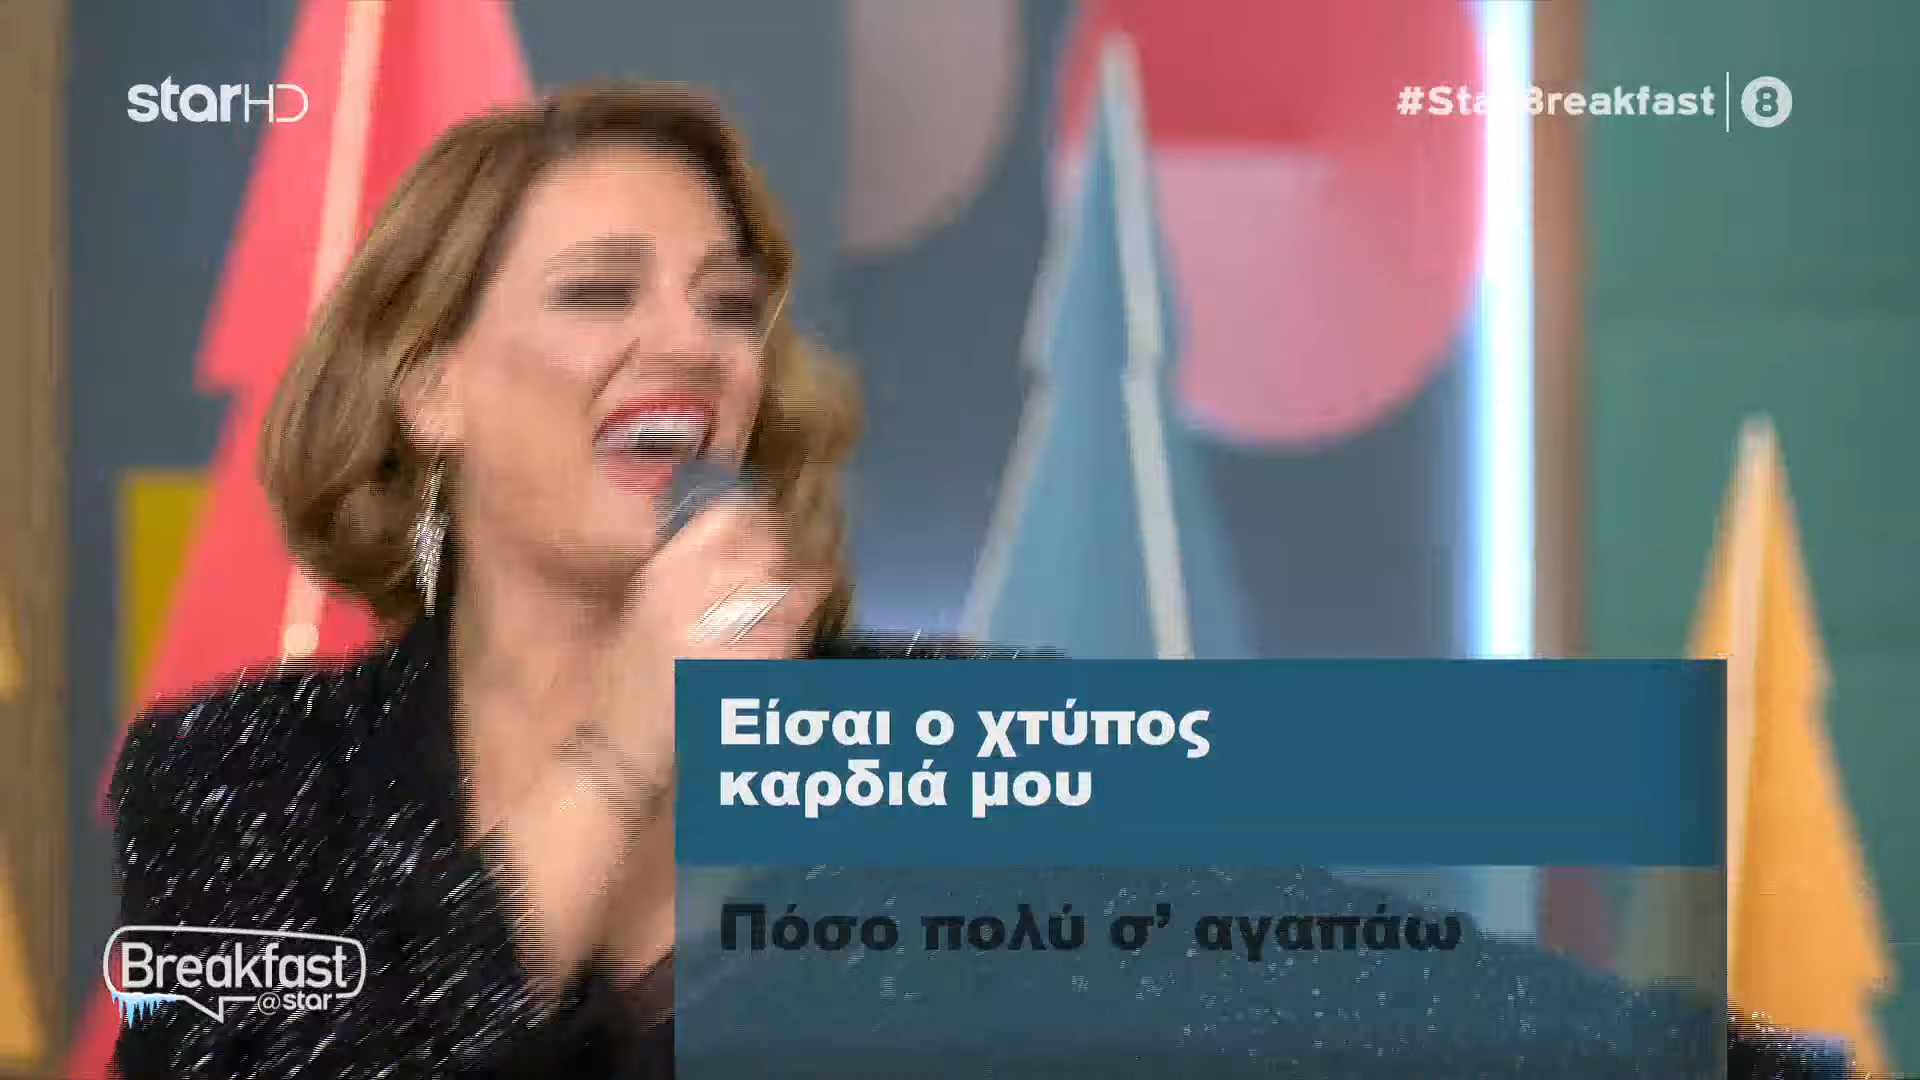 starHD
#StarBreakfast 8
Είσαι ο χτύπος
καρδιά μου
Πόσο πολύ σ’ αγαπάω
Breakfast
@star